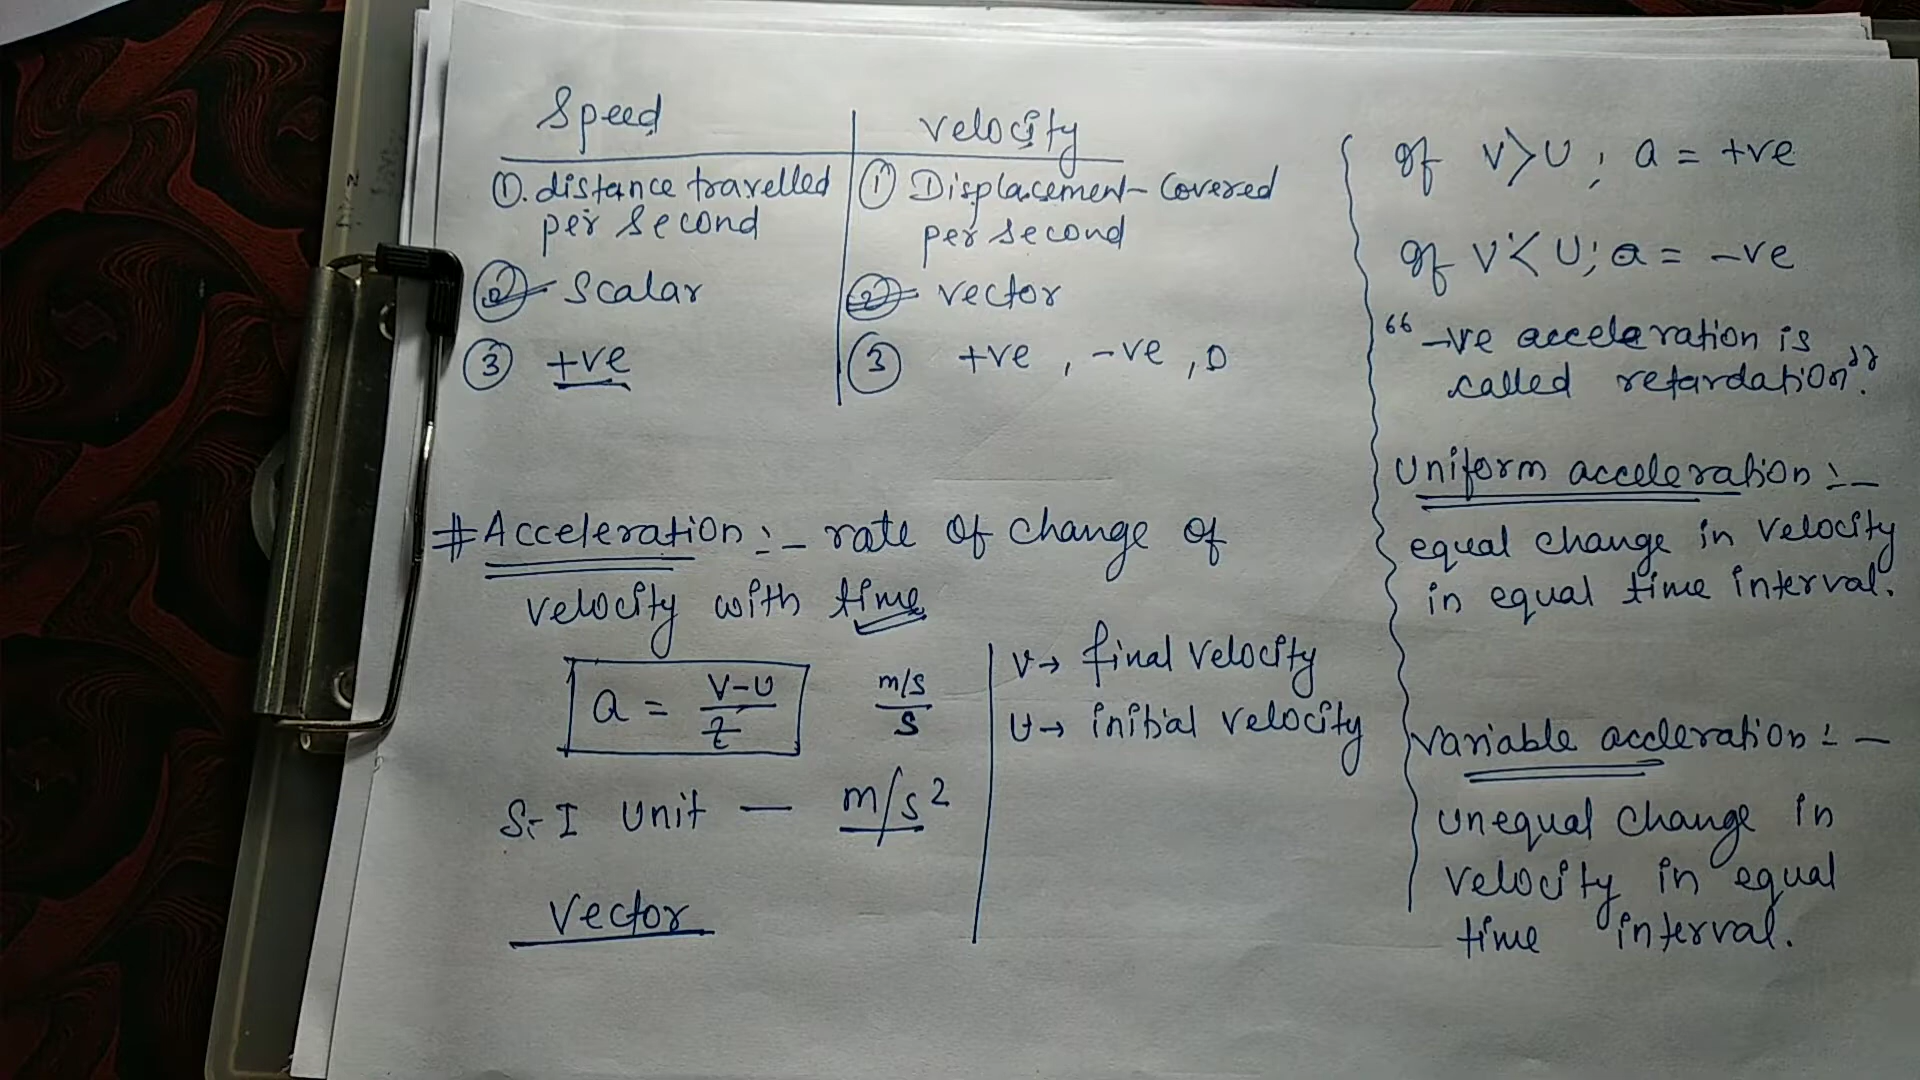 Speed
velocity
①. distance travelled
per second
① Displacement covered
per second
② scalar
② vector
③ +ve
③ +ve, -ve, 0
# Acceleration :- rate of change of
velocity with time
a = v-u/t
m/s/s
v→ final velocity
u→ initial velocity
S.I unit — m/s²
vector
If v>u, a = +ve
If v<u; a = -ve
"-ve acceleration is
called retardation".
Uniform acceleration :-
equal change in velocity
in equal time interval.
variable accleration :-
unequal change in
velocity in equal
time interval.